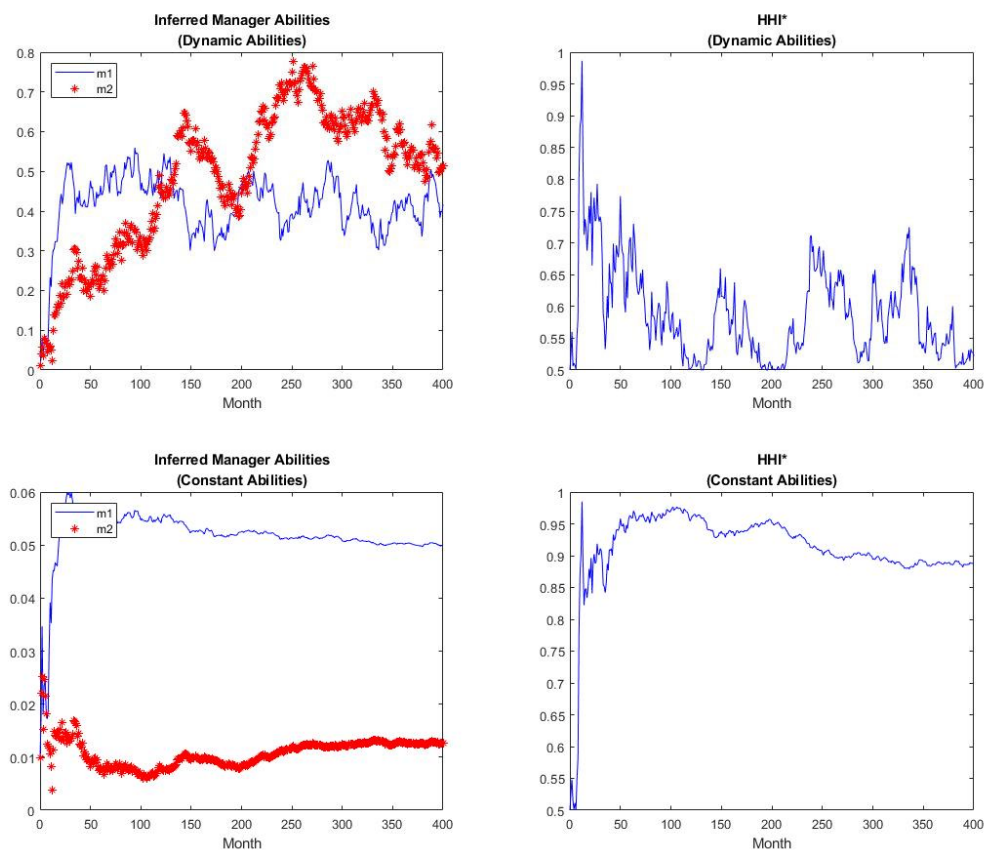 Inferred Manager Abilities
(Dynamic Abilities)
0.8
0.7
0.6
0.5
0.4
0.3
0.2
0.1
0
m1
m2
0 50 100 150 200 250 300 350 400
Month
HHI*
(Dynamic Abilities)
1
0.95
0.9
0.85
0.8
0.75
0.7
0.65
0.6
0.55
0.5
0 50 100 150 200 250 300 350 400
Month
Inferred Manager Abilities
(Constant Abilities)
0.06
0.05
0.04
0.03
0.02
0.01
0
m1
m2
0 50 100 150 200 250 300 350 400
Month
HHI*
(Constant Abilities)
1
0.95
0.9
0.85
0.8
0.75
0.7
0.65
0.6
0.55
0.5
0 50 100 150 200 250 300 350 400
Month